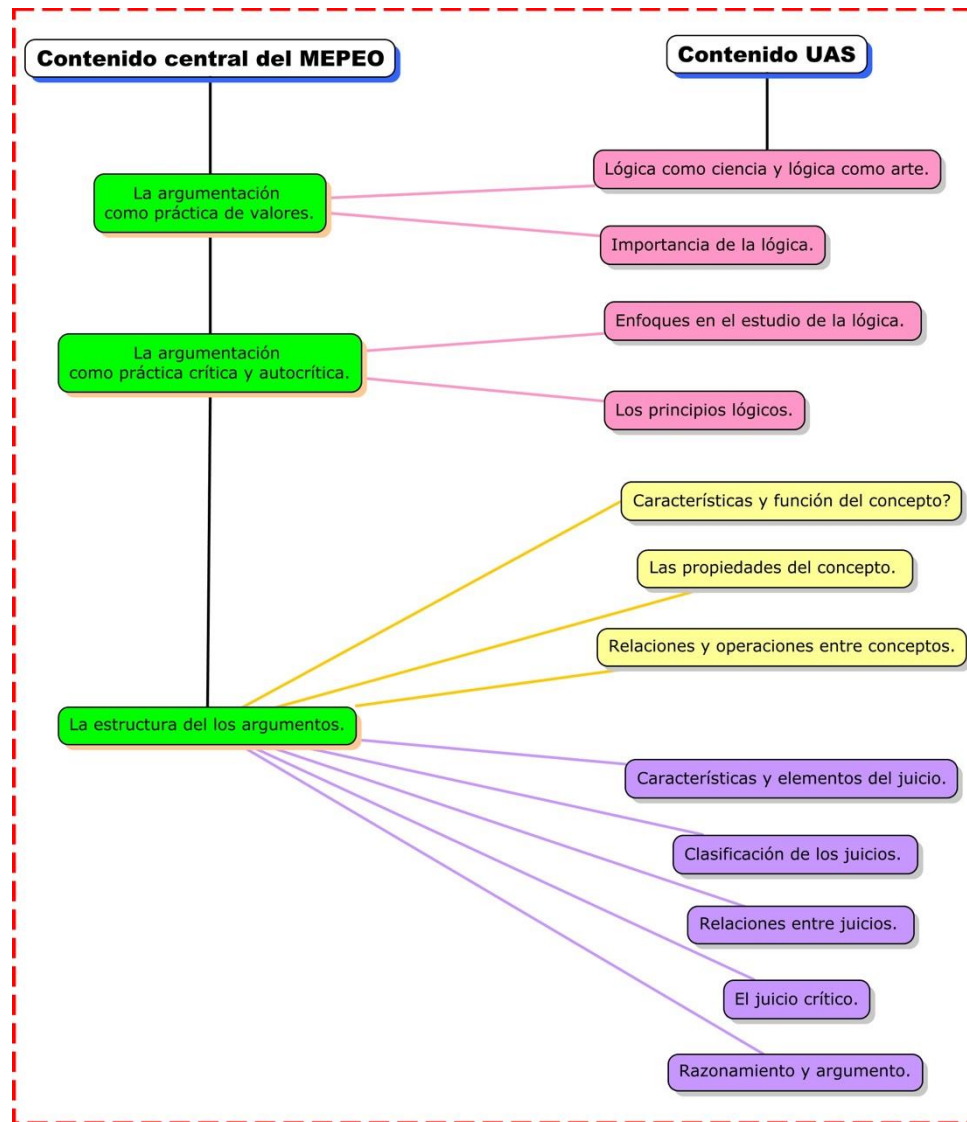 Contenido central del MEPEO
Contenido UAS
La argumentación
como práctica de valores.
Lógica como ciencia y lógica como arte.
Importancia de la lógica.
La argumentación
como práctica crítica y autocrítica.
Enfoques en el estudio de la lógica.
Los principios lógicos.
La estructura del los argumentos.
Características y función del concepto?
Las propiedades del concepto.
Relaciones y operaciones entre conceptos.
Características y elementos del juicio.
Clasificación de los juicios.
Relaciones entre juicios.
El juicio crítico.
Razonamiento y argumento.